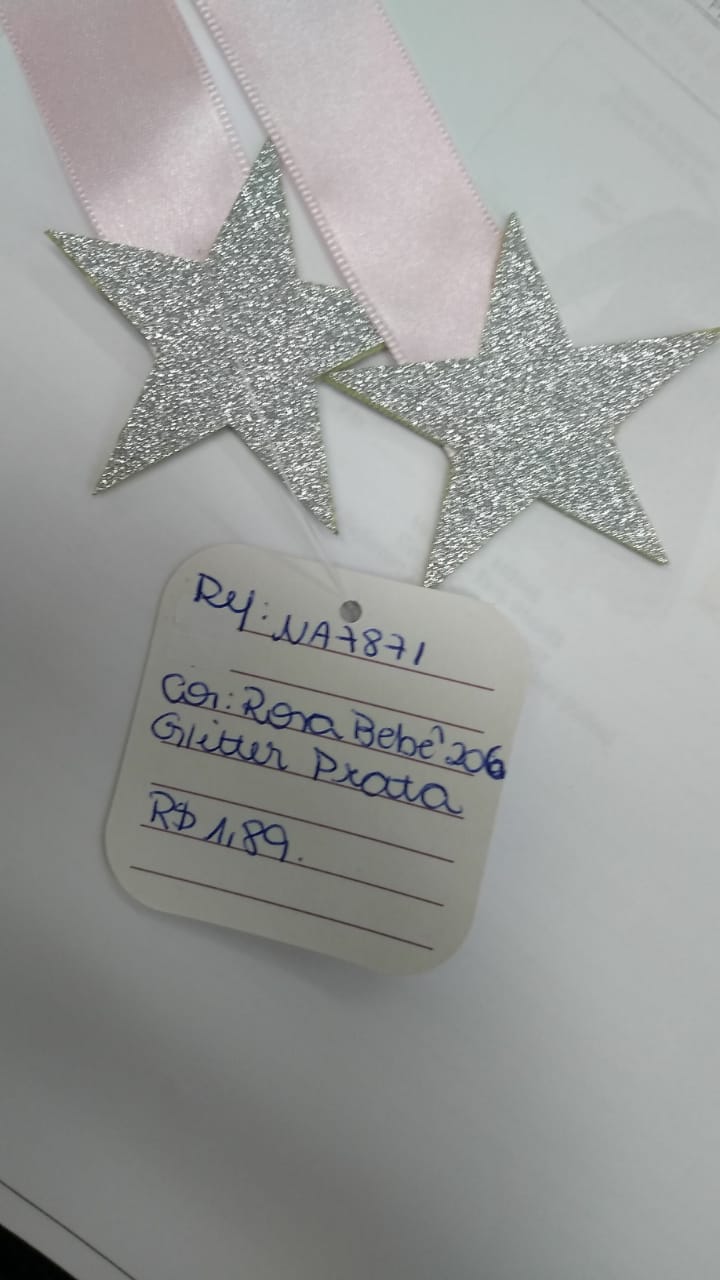 Ref: NA7871
Cor: Rosa Bebê 206
Glitter Prata
R$ 1,89.